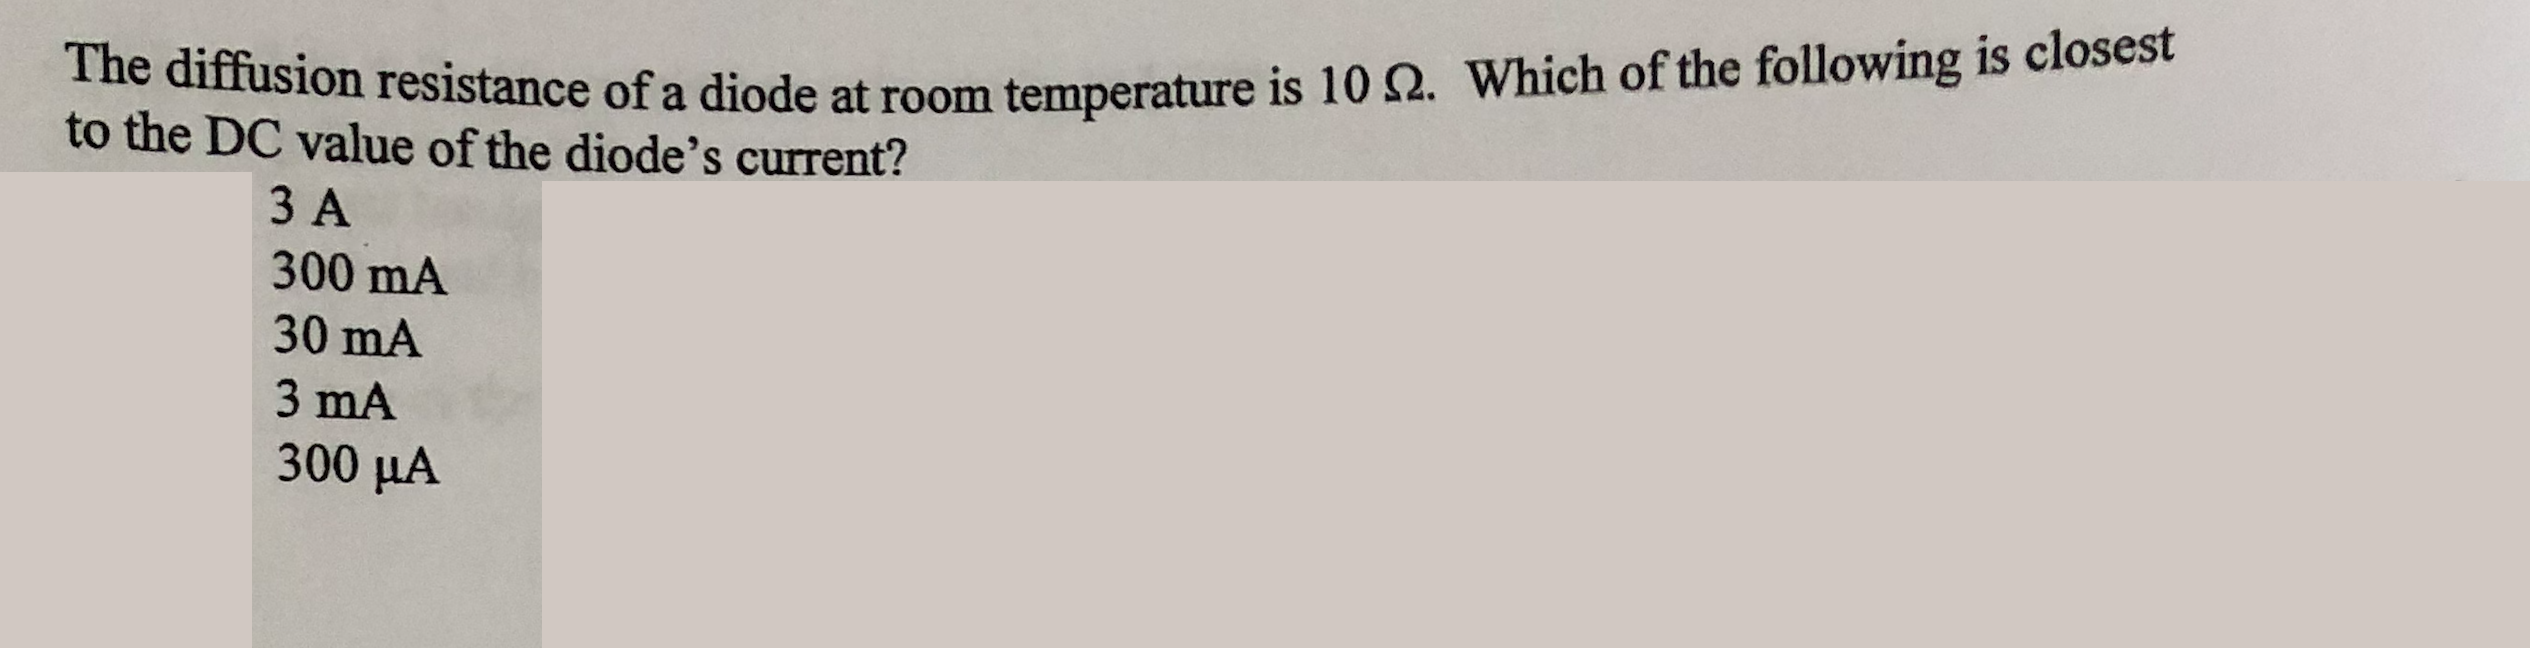 The diffusion resistance of a diode at room temperature is 10 Ω. Which of the following is closest
to the DC value of the diode’s current?
3 A
300 mA
30 mA
3 mA
300 µA